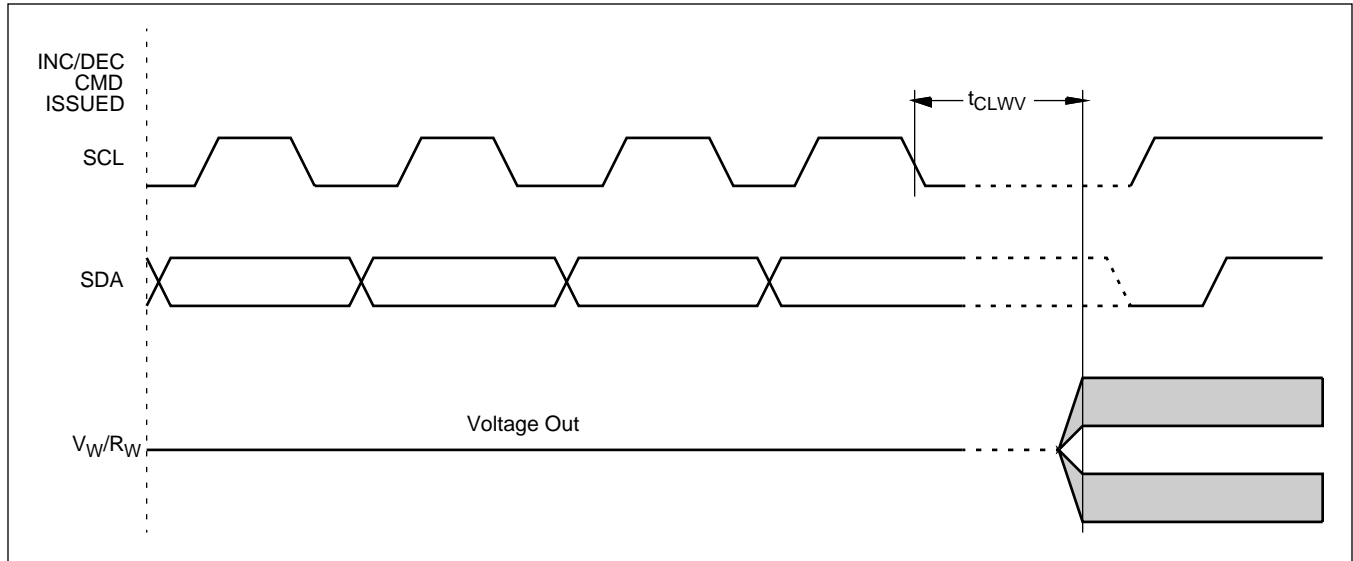 INC/DEC
CMD
ISSUED
tCLWV
SCL
SDA
Voltage Out
VW/RW